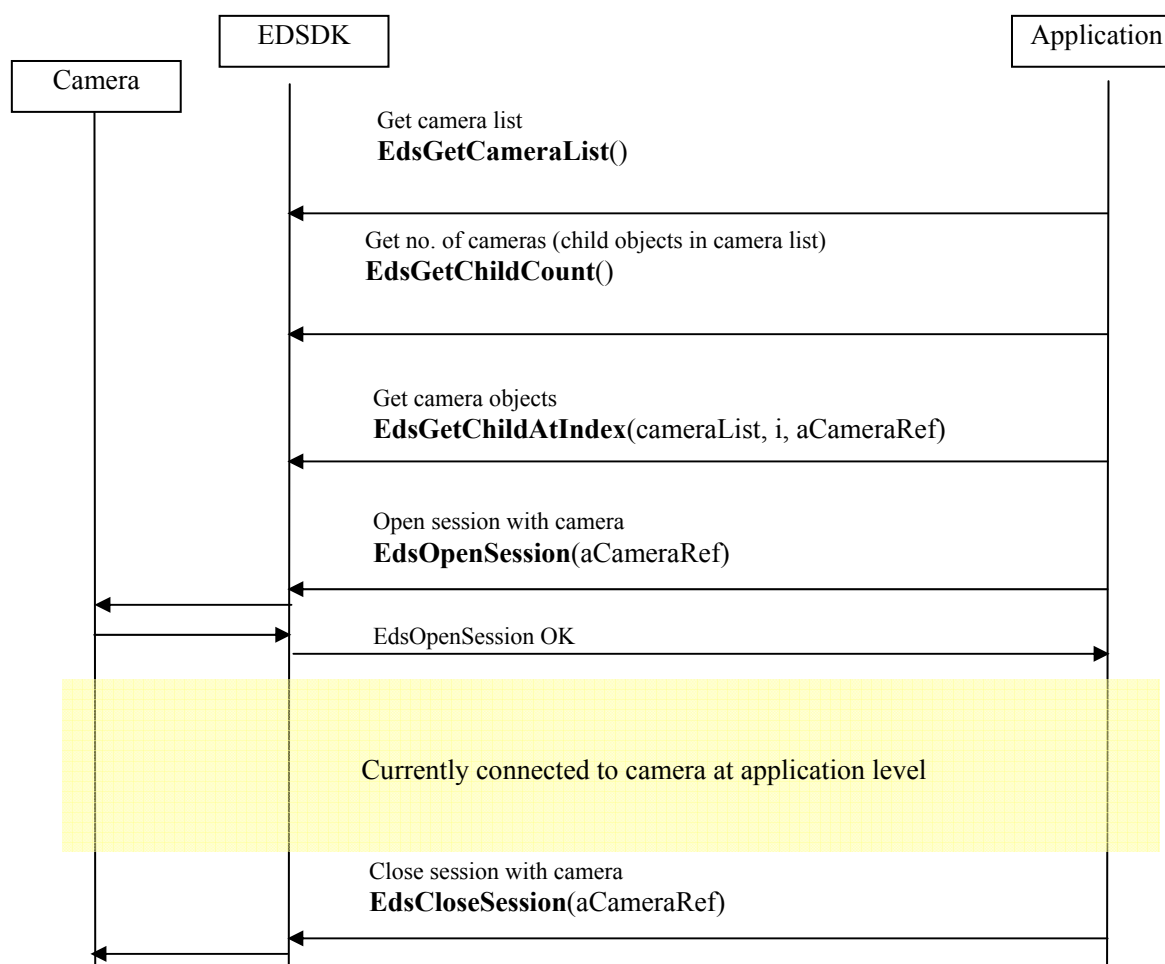 EDSDK
Application
Camera
Get camera list
EdsGetCameraList()
Get no. of cameras (child objects in camera list)
EdsGetChildCount()
Get camera objects
EdsGetChildAtIndex(cameraList, i, aCameraRef)
Open session with camera
EdsOpenSession(aCameraRef)
EdsOpenSession OK
Currently connected to camera at application level
Close session with camera
EdsCloseSession(aCameraRef)